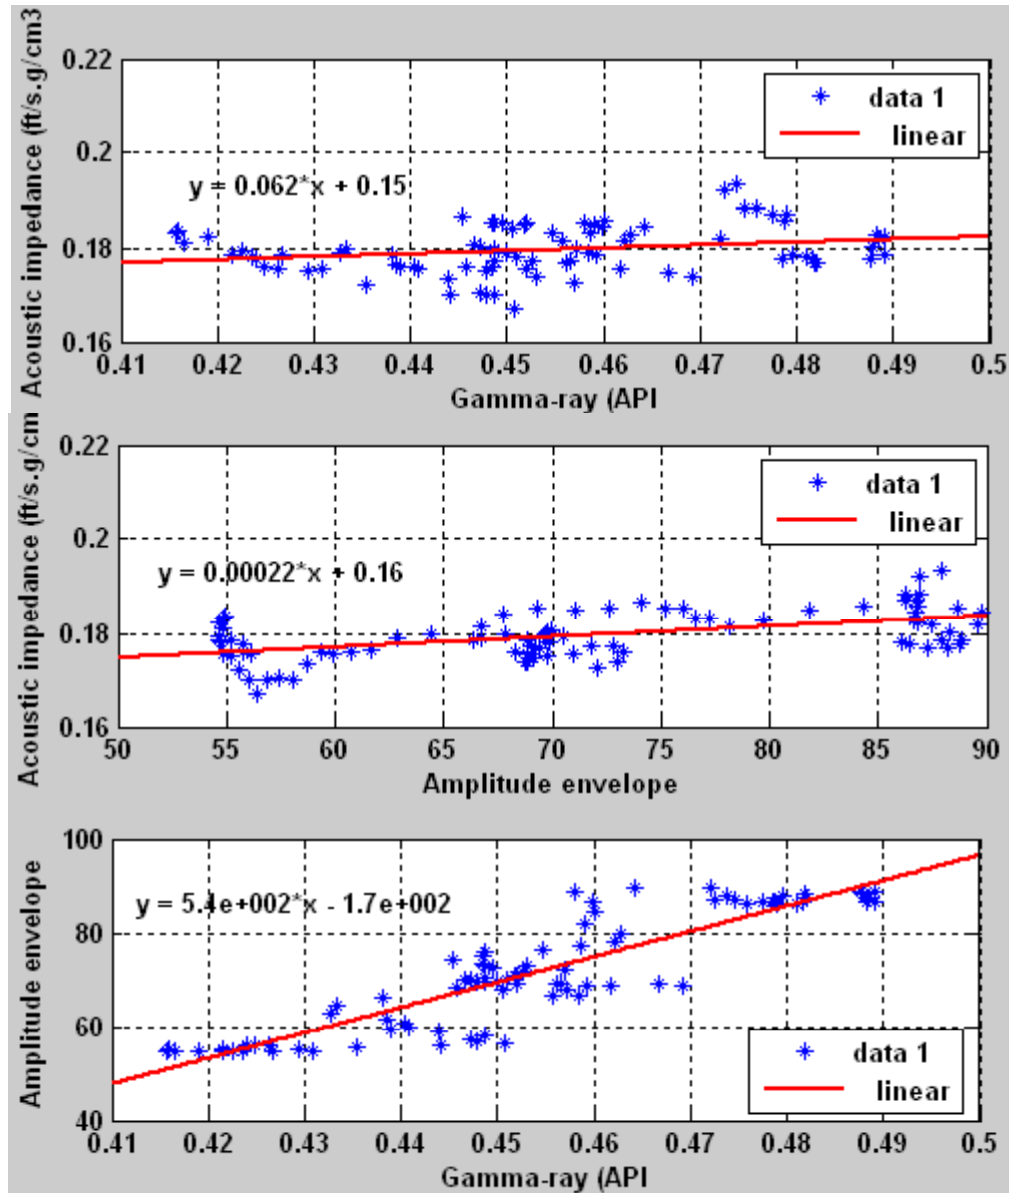 Acoustic impedance (ft/s.g/cm3
0.22
0.2
0.18
0.16
data 1
linear
y = 0.062*x + 0.15
0.41 0.42 0.43 0.44 0.45 0.46 0.47 0.48 0.49 0.5
Gamma-ray (API
Acoustic impedance (ft/s.g/cm
0.22
0.2
0.18
0.16
data 1
linear
y = 0.00022*x + 0.16
50 55 60 65 70 75 80 85 90
Amplitude envelope
Amplitude envelope
100
80
60
40
y = 5.4e+002*x - 1.7e+002
data 1
linear
0.41 0.42 0.43 0.44 0.45 0.46 0.47 0.48 0.49 0.5
Gamma-ray (API